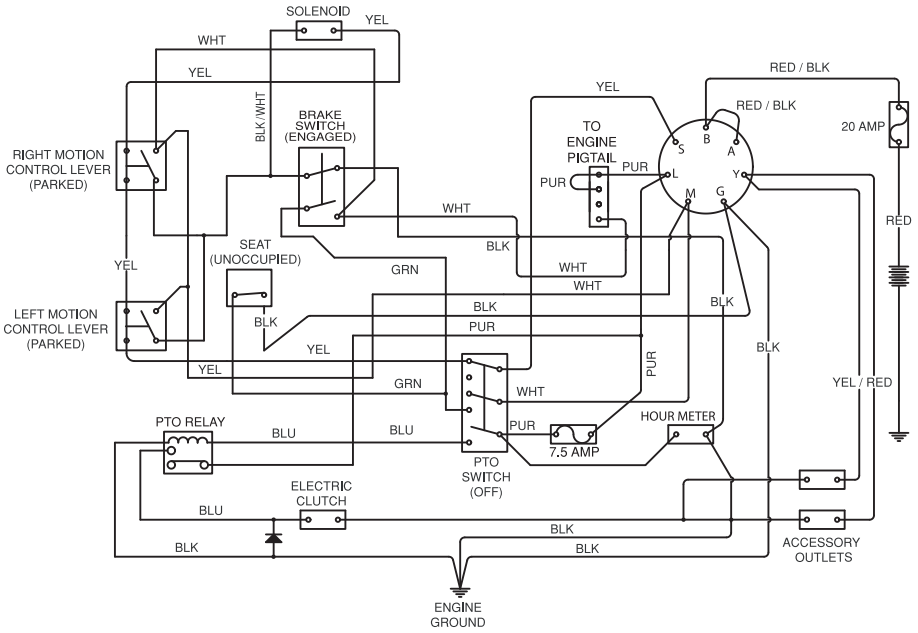 SOLENOID
YEL
WHT
YEL
RED / BLK
YEL
BLK/WHT
BRAKE
SWITCH
(ENGAGED)
RED / BLK
TO
ENGINE
PIGTAIL
20 AMP
B
S
A
RIGHT MOTION
CONTROL LEVER
(PARKED)
PUR
PUR
L
Y
M
G
WHT
RED
BLK
SEAT
(UNOCCUPIED)
GRN
WHT
YEL
WHT
BLK
BLK
LEFT MOTION
CONTROL LEVER
(PARKED)
BLK
PUR
BLK
YEL
PUR
YEL
GRN
WHT
YEL / RED
PTO RELAY
HOUR METER
BLU
BLU
PUR
7.5 AMP
PTO
SWITCH
(OFF)
ELECTRIC
CLUTCH
BLU
BLK
ACCESSORY
OUTLETS
BLK
BLK
ENGINE
GROUND